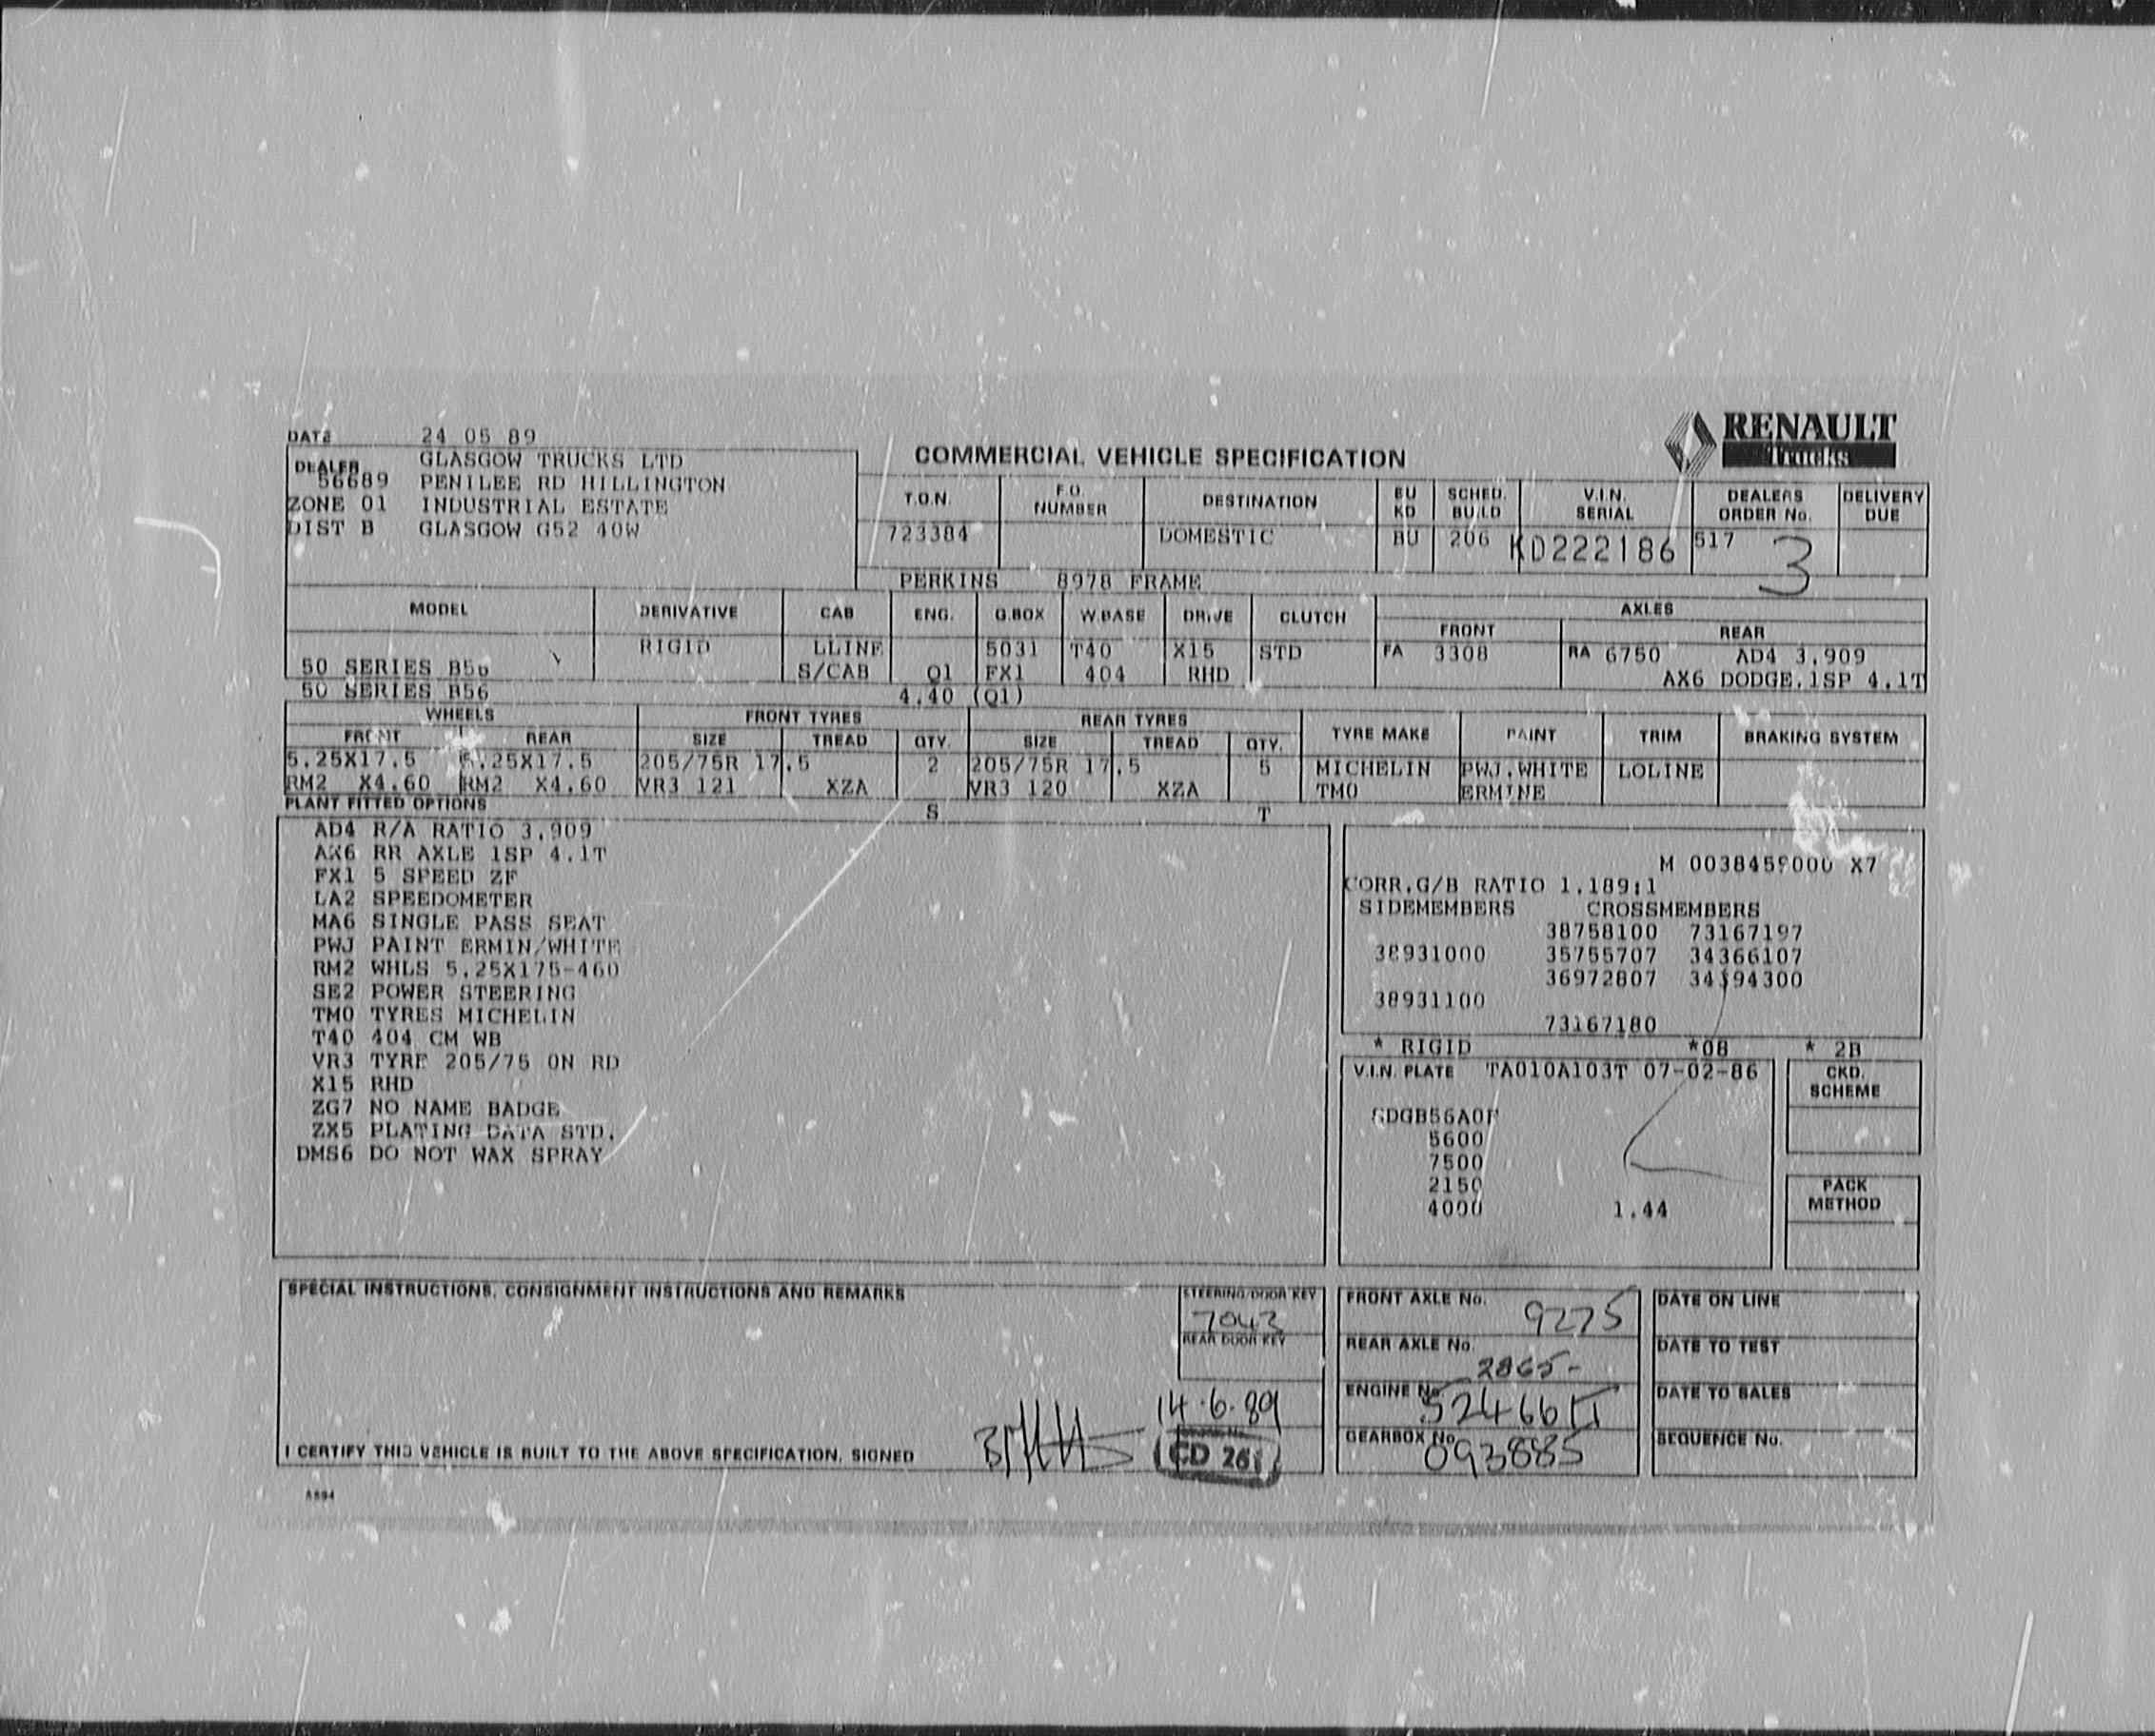 DATE 24 05 89
RENAULT
Trucks
DEALER GLASGOW TRUCKS LTD
56689 PENILEE RD HILLINGTON
ZONE 01 INDUSTRIAL ESTATE
DIST B GLASGOW G52 4OW
COMMERCIAL VEHICLE SPECIFICATION
T.O.N. F.O. NUMBER DESTINATION BU KD SCHED. BUILD V.I.N. SERIAL DEALERS ORDER No. DELIVERY DUE
723384 DOMESTIC BU 206 KD222186 517 3
PERKINS 8978 FRAME
MODEL DERIVATIVE CAB ENG. G.BOX W.BASE DRIVE CLUTCH AXLES
FRONT REAR
RIGID LLINE 5031 T40 X15 STD FA 3308 RA 6750 AD4 3.909
50 SERIES B56 S/CAB Q1 FX1 404 RHD AX6 DODGE.1SP 4.1T
50 SERIES B56 4.40 (Q1)
WHEELS FRONT TYRES REAR TYRES TYRE MAKE PAINT TRIM BRAKING SYSTEM
FRONT REAR SIZE TREAD QTY. SIZE TREAD QTY.
5.25X17.5 5.25X17.5 205/75R 17.5 2 205/75R 17.5 5 MICHELIN PWJ.WHITE LOLINE
RM2 X4.60 RM2 X4.60 VR3 121 XZA VR3 120 XZA TMO ERMINE
PLANT FITTED OPTIONS S T
AD4 R/A RATIO 3.909
AX6 RR AXLE 1SP 4.1T
FX1 5 SPEED ZF
LA2 SPEEDOMETER
MA6 SINGLE PASS SEAT
PWJ PAINT ERMIN/WHITE
RM2 WHLS 5.25X175-460
SE2 POWER STEERING
TMO TYRES MICHELIN
T40 404 CM WB
VR3 TYRE 205/75 ON RD
X15 RHD
ZG7 NO NAME BADGE
ZX5 PLATING DATA STD.
DMS6 DO NOT WAX SPRAY
M X7
CORR.G/B RATIO 1.189:1
SIDEMEMBERS CROSSMEMBERS
38758100 73167197
38931000 35755707 34366107
36972807 34394300
38931100
73167180
* RIGID *08 * 2B
V.I.N. PLATE TA010A103T 07-02-86
CKD. SCHEME
SDGB56A0F
5600
7500
2150
4000 1.44
PACK METHOD
SPECIAL INSTRUCTIONS, CONSIGNMENT INSTRUCTIONS AND REMARKS
STEERING/DOOR KEY 7042
REAR DOOR KEY
FRONT AXLE No. 9275
REAR AXLE No. 2865-
ENGINE No.
GEARBOX No. 093885
DATE ON LINE
DATE TO TEST
DATE TO SALES
SEQUENCE No.
14.6.89
I CERTIFY THIS VEHICLE IS BUILT TO THE ABOVE SPECIFICATION. SIGNED
CD 261
A594